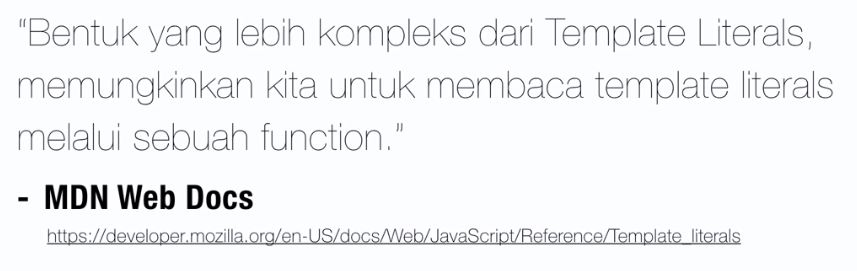 “Bentuk yang lebih kompleks dari Template Literals,
memungkinkan kita untuk membaca template literals
melalui sebuah function.”
- MDN Web Docs
https://developer.mozilla.org/en-US/docs/Web/JavaScript/Reference/Template_literals